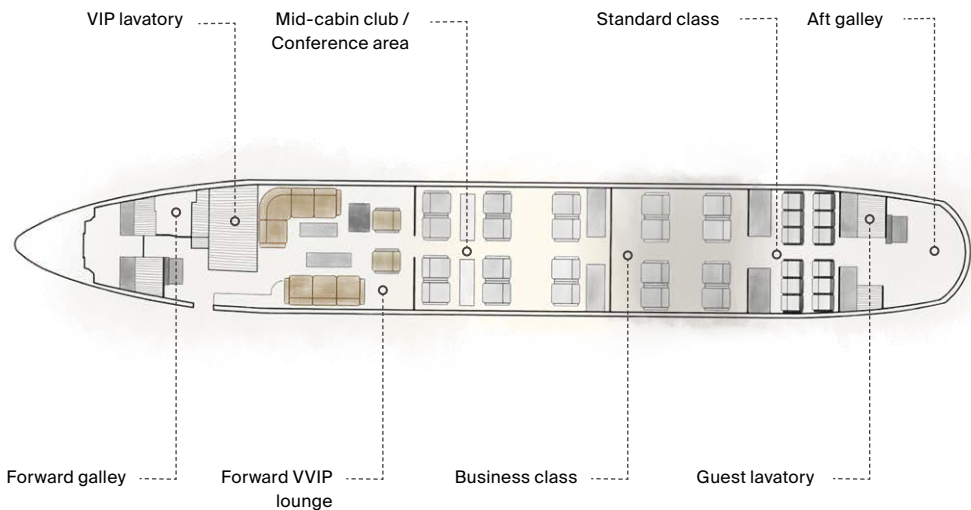 VIP lavatory
Mid-cabin club /
Conference area
Standard class
Aft galley
Forward galley
Forward VVIP
lounge
Business class
Guest lavatory